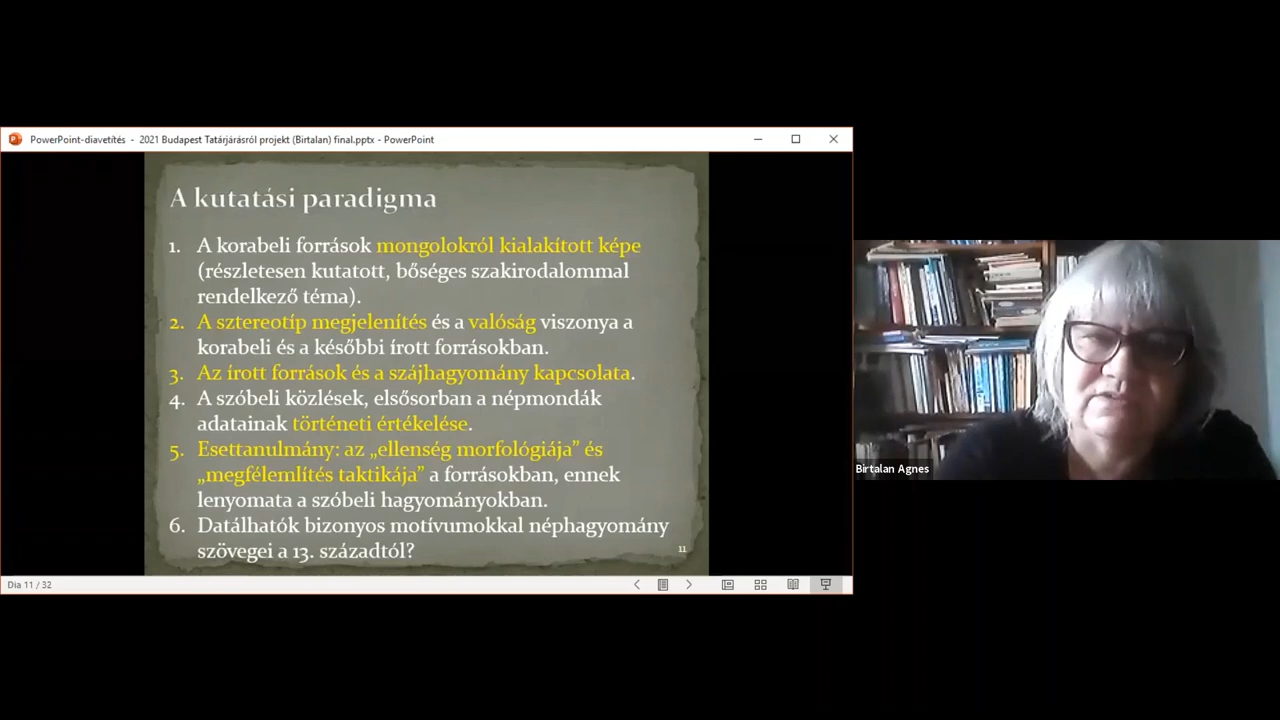 PowerPoint-diavetítés - 2021 Budapest Tatárjárásról projekt (Birtalan) final.pptx - PowerPoint
A kutatási paradigma
1. A korabeli források mongolokról kialakított képe
(részletesen kutatott, bőséges szakirodalommal
rendelkező téma).
2. A sztereotíp megjelenítés és a valóság viszonya a
korabeli és a későbbi írott forrásokban.
3. Az írott források és a szájhagyomány kapcsolata.
4. A szóbeli közlések, elsősorban a népmondák
adatainak történeti értékelése.
5. Esettanulmány: az „ellenség morfológiája” és
„megfélemlítés taktikája” a forrásokban, ennek
lenyomata a szóbeli hagyományokban.
6. Datálhatók bizonyos motívumokkal néphagyomány
szövegei a 13. századtól?
11
Dia 11 / 32
Birtalan Agnes